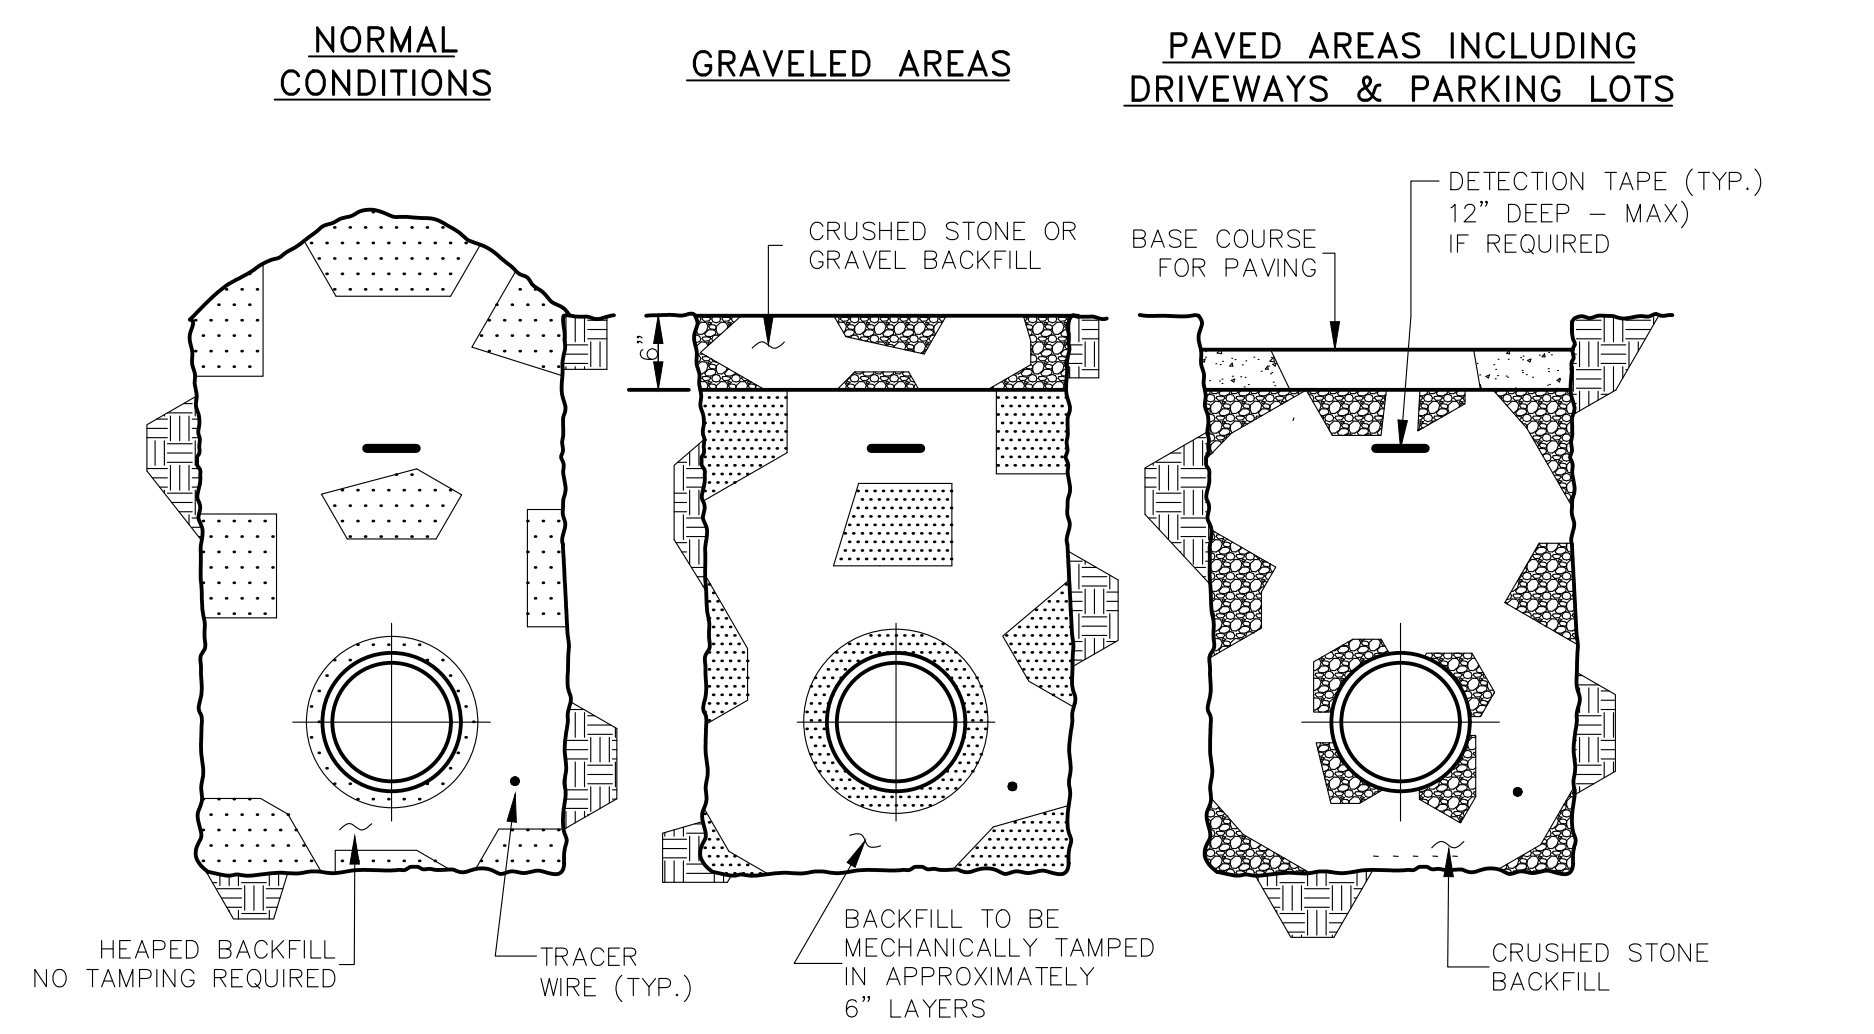 NORMAL
CONDITIONS
GRAVELED AREAS
PAVED AREAS INCLUDING
DRIVEWAYS & PARKING LOTS
DETECTION TAPE (TYP.)
12” DEEP – MAX)
IF REQUIRED
CRUSHED STONE OR
GRAVEL BACKFILL
BASE COURSE
FOR PAVING
6”
HEAPED BACKFILL
NO TAMPING REQUIRED
TRACER
WIRE (TYP.)
BACKFILL TO BE
MECHANICALLY TAMPED
IN APPROXIMATELY
6” LAYERS
CRUSHED STONE
BACKFILL